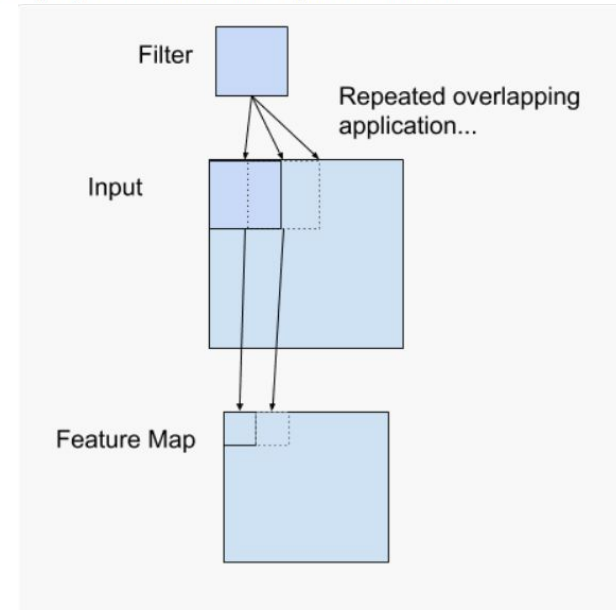 Filter
Repeated overlapping
application...
Input
Feature Map